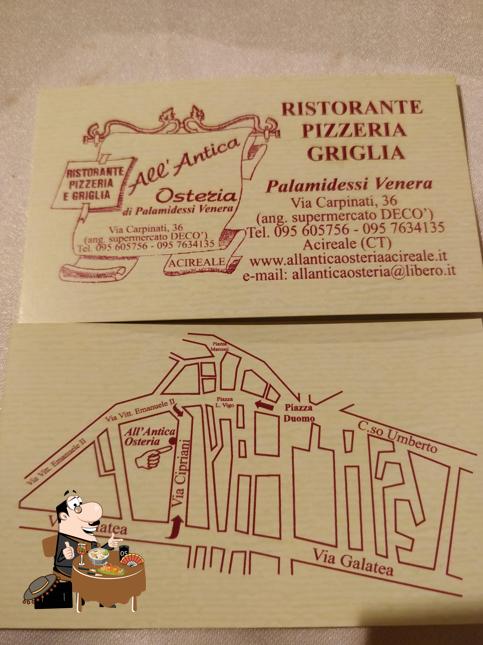 RISTORANTE
PIZZERIA
E GRIGLIA
All'Antica
Osteria
di Palamidessi Venera
Via Carpinati, 36
(ang. supermercato DECO')
Tel. 095 605756 - 095 7634135
ACIREALE
RISTORANTE
PIZZERIA
GRIGLIA
Palamidessi Venera
Via Carpinati, 36
(ang. supermercato DECO')
Tel. 095 605756 - 095 7634135
Acireale (CT)
www.allanticaosteriaacireale.it
e-mail: allanticaosteria@libero.it
Piazza
Via Vitt. Emanuele II
Piazza
L. Vigo
Piazza
Duomo
C.so Umberto
Via Vitt. Emanuele II
All'Antica
Osteria
Via Cipriani
Via Galatea